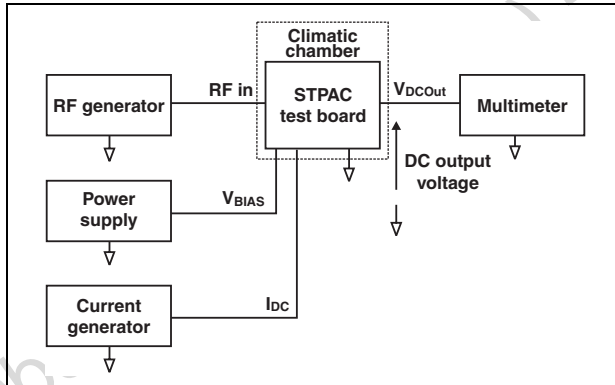 Climatic
chamber
RF generator
RF in
STPAC
test board
VDCOut
Multimeter
DC output
voltage
Power
supply
VBIAS
Current
generator
IDC